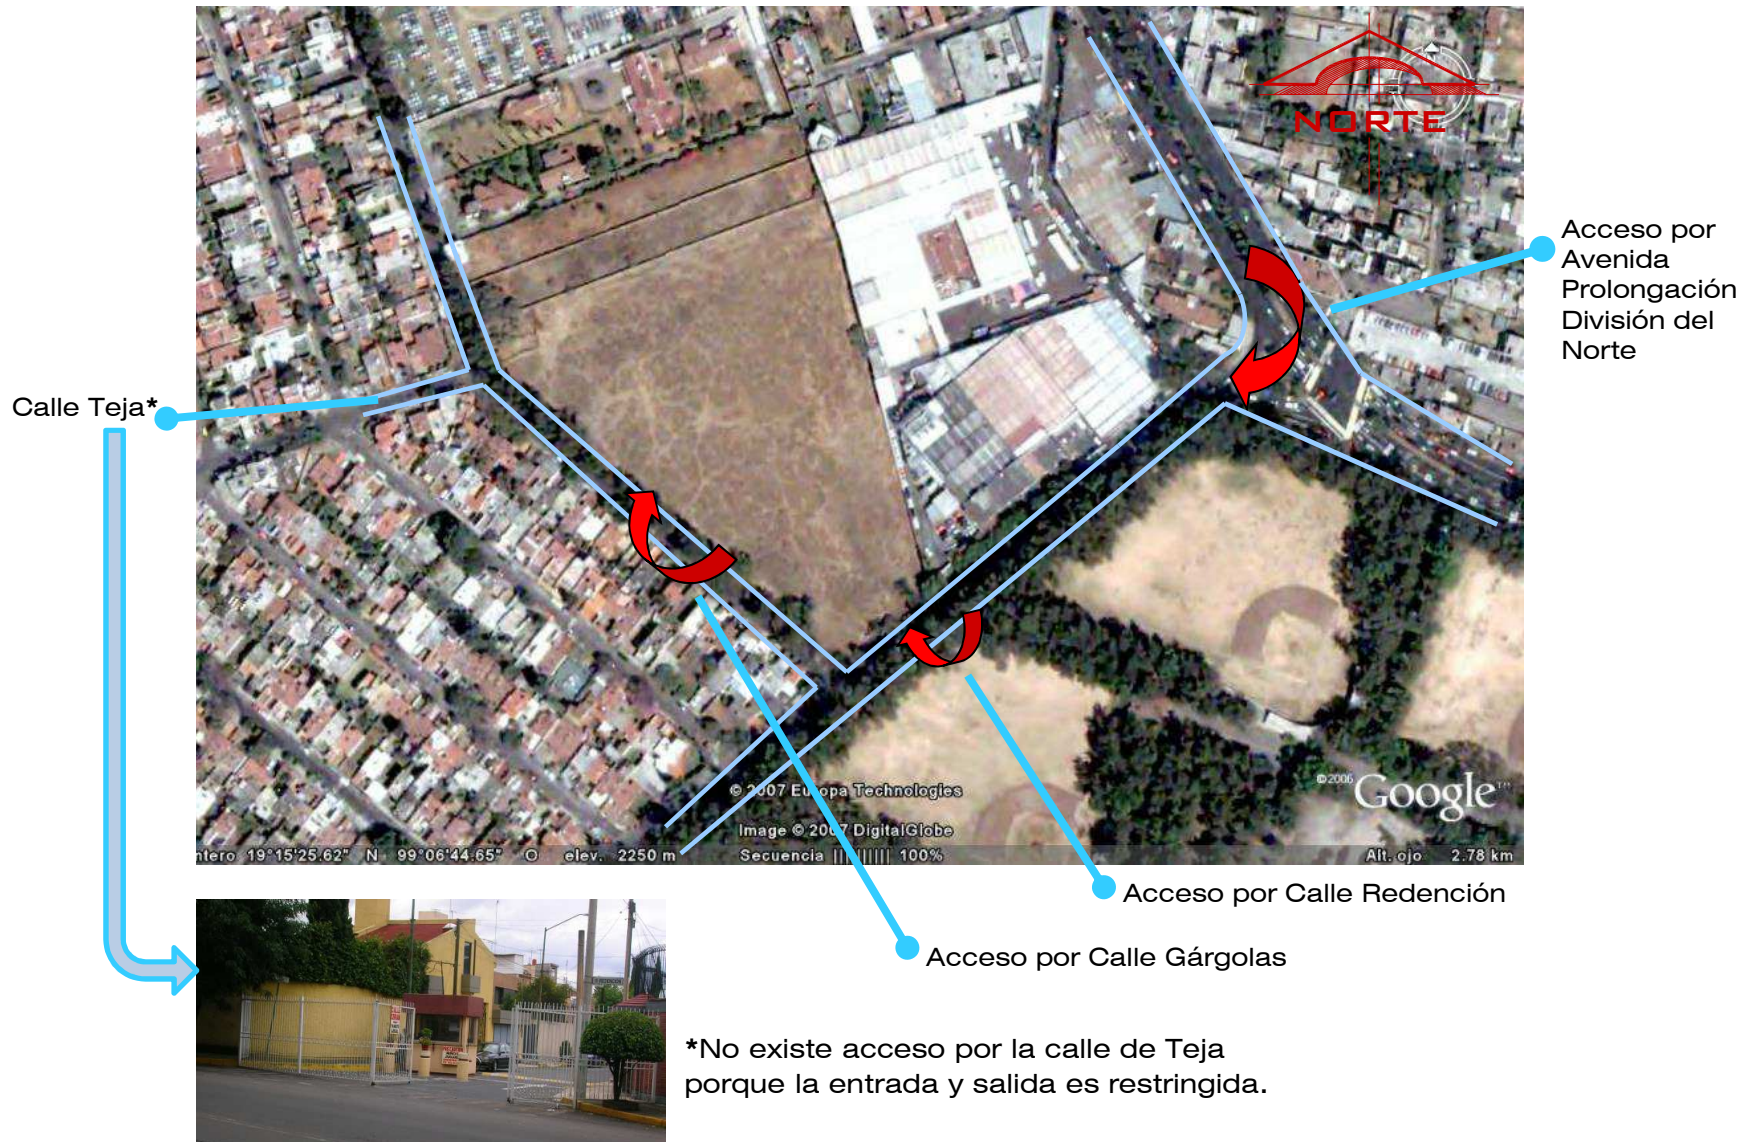 NORTE
Acceso por
Avenida
Prolongación
División del
Norte
Calle Teja*
© 2007 Europa Technologies
Image © 2007 DigitalGlobe
©2006 Google™
ntero 19°15'25.62" N 99°06'44.65" O elev. 2250 m Secuencia |||||||||| 100% Alt. ojo 2.78 km
Acceso por Calle Redención
Acceso por Calle Gárgolas
*No existe acceso por la calle de Teja
porque la entrada y salida es restringida.